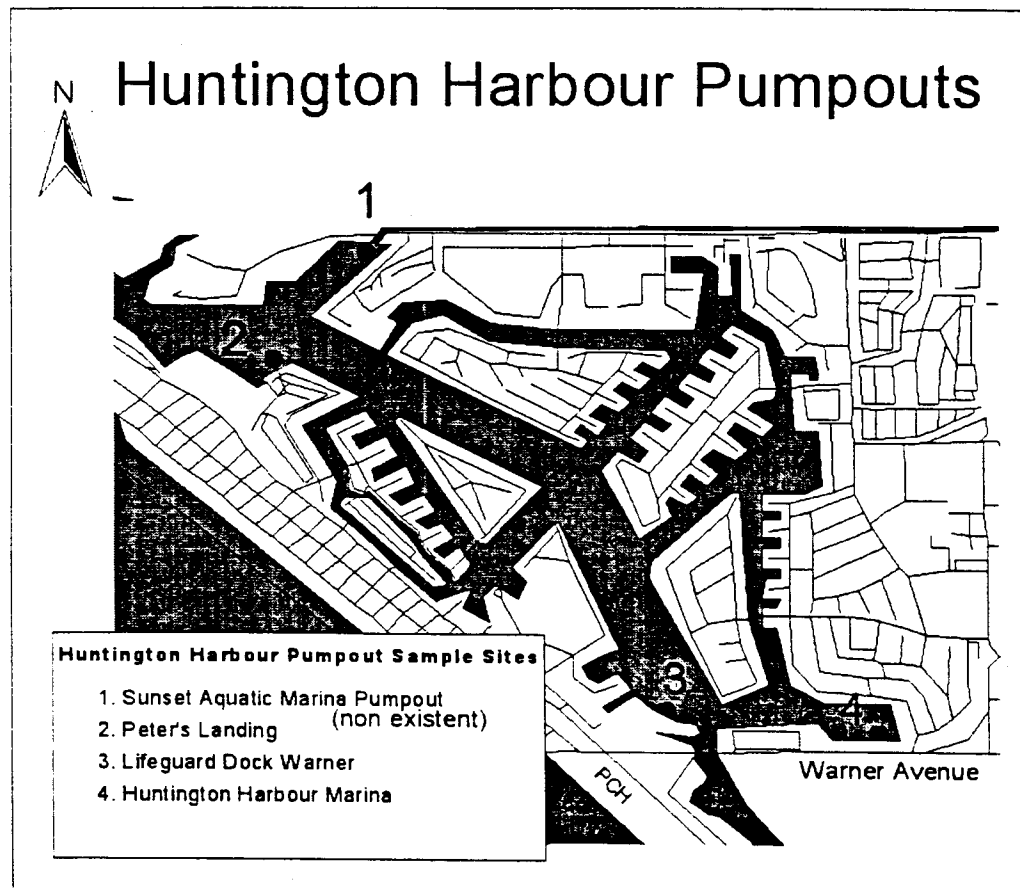 Huntington Harbour Pumpouts
N
1
2
3
4
Warner Avenue
PCH
Huntington Harbour Pumpout Sample Sites
1. Sunset Aquatic Marina Pumpout
(non existent)
2. Peter's Landing
3. Lifeguard Dock Warner
4. Huntington Harbour Marina